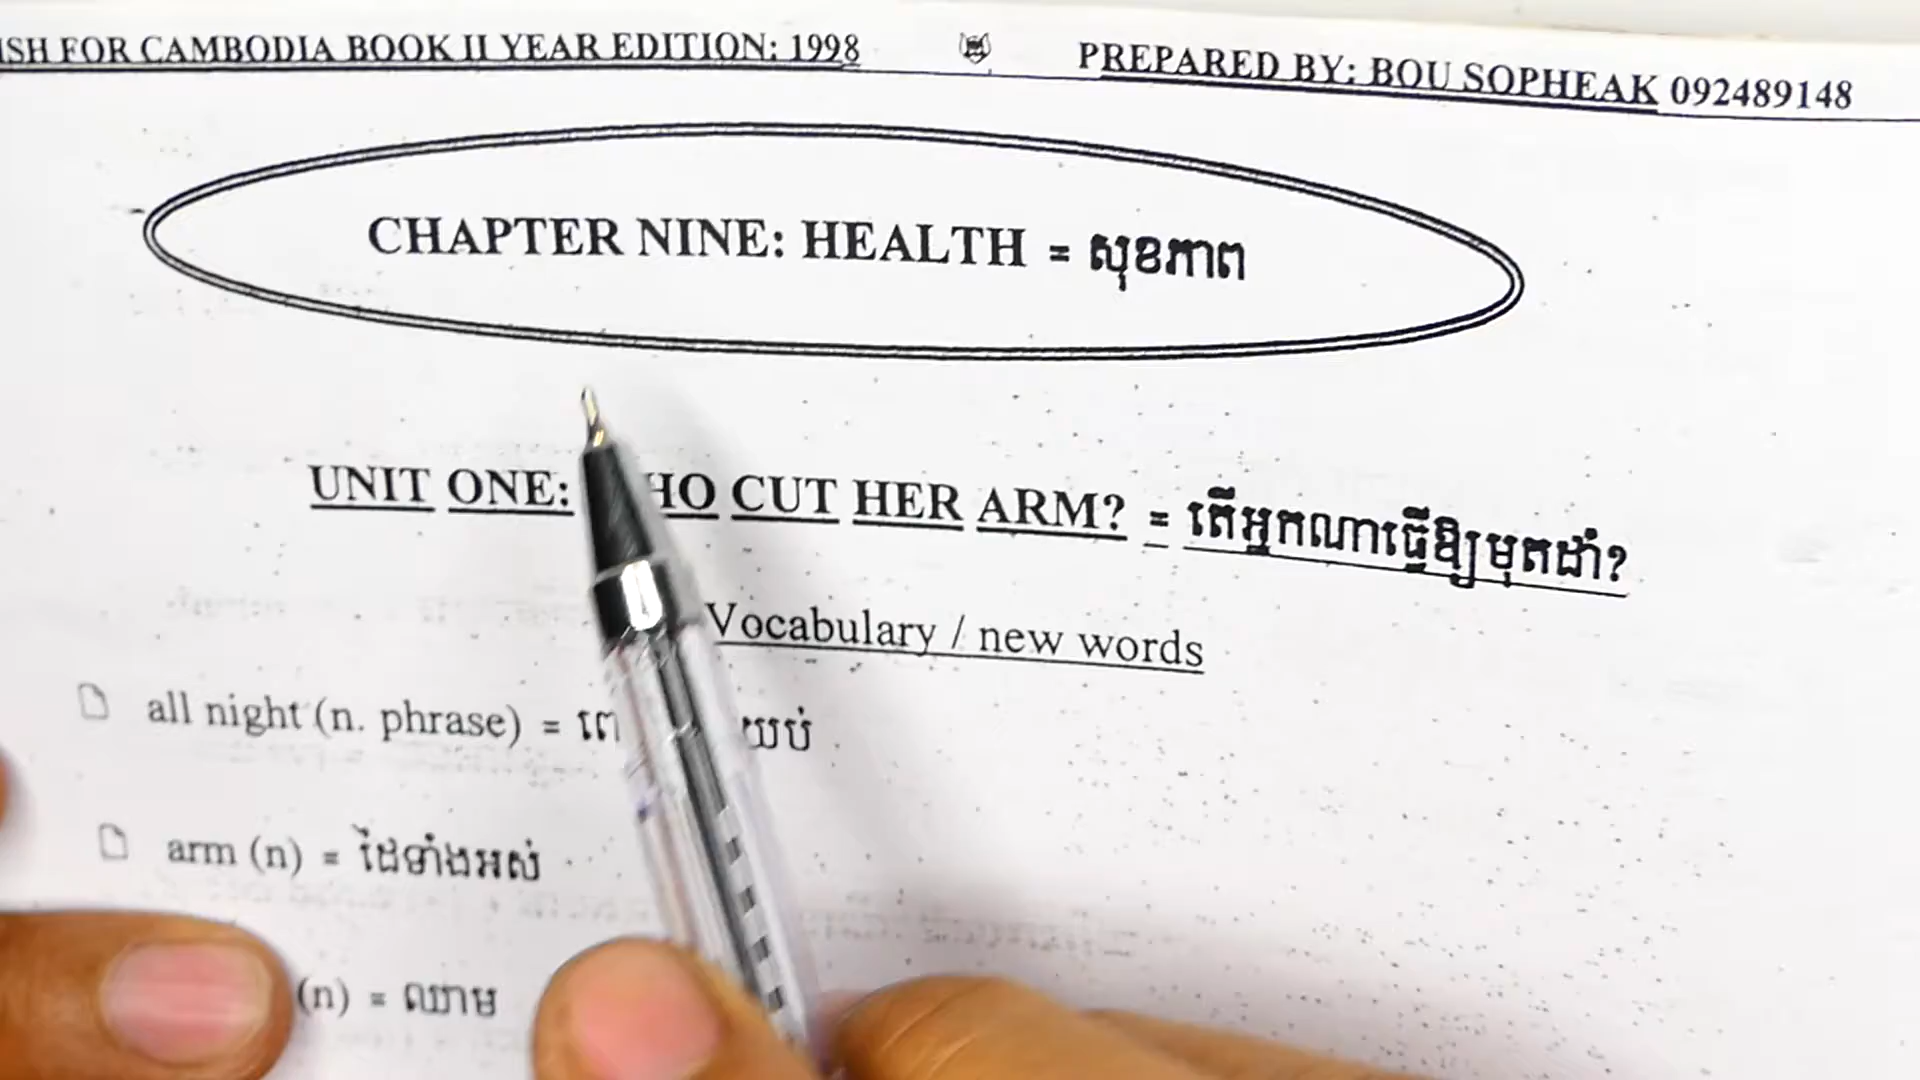 ISH FOR CAMBODIA BOOK II YEAR EDITION: 1998
PREPARED BY: BOU SOPHEAK 092489148
CHAPTER NINE: HEALTH = សុខភាព
UNIT ONE: CUT HER ARM? = តើអ្នកណាធ្វើឱ្យមុតដាំ?
Vocabulary / new words
all night (n. phrase) = យប់
arm (n) = ដៃទាំងអស់
(n) = ឈាម